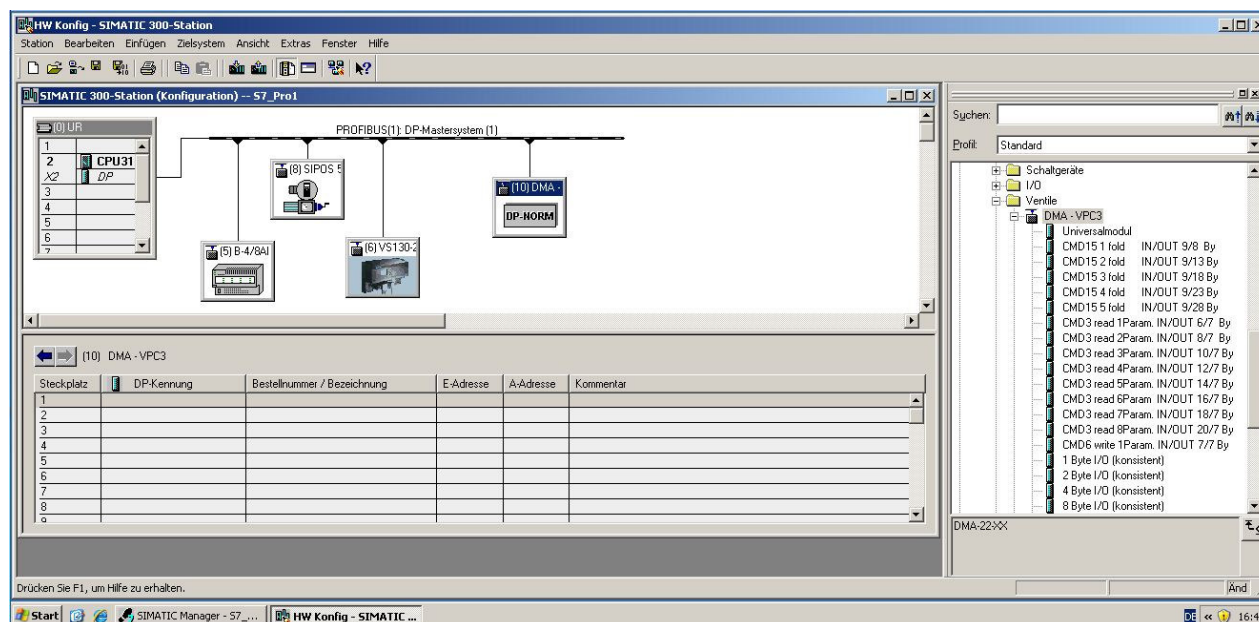 HW Konfig - SIMATIC 300-Station
Station Bearbeiten Einfügen Zielsystem Ansicht Extras Fenster Hilfe
SIMATIC 300-Station (Konfiguration) -- S7_Pro1
(0) UR
1
2 CPU31
X2 DP
3
4
5
6
7
PROFIBUS(1): DP-Mastersystem (1)
(8) SIPOS 5
(10) DMA -
DP-NORM
(5) B-4/8AI
(6) VS130-2
(10) DMA - VPC3
Steckplatz DP-Kennung Bestellnummer / Bezeichnung E-Adresse A-Adresse Kommentar
1
2
3
4
5
6
7
8
9
Suchen:
Profil: Standard
Schaltgeräte
I/O
Ventile
DMA - VPC3
Universalmodul
CMD15 1 fold IN/OUT 9/8 By
CMD15 2 fold IN/OUT 9/13 By
CMD15 3 fold IN/OUT 9/18 By
CMD15 4 fold IN/OUT 9/23 By
CMD15 5 fold IN/OUT 9/28 By
CMD3 read 1Param. IN/OUT 6/7 By
CMD3 read 2Param. IN/OUT 8/7 By
CMD3 read 3Param. IN/OUT 10/7 By
CMD3 read 4Param. IN/OUT 12/7 By
CMD3 read 5Param. IN/OUT 14/7 By
CMD3 read 6Param. IN/OUT 16/7 By
CMD3 read 7Param. IN/OUT 18/7 By
CMD3 read 8Param. IN/OUT 20/7 By
CMD6 write 1Param. IN/OUT 7/7 By
1 Byte I/O (konsistent)
2 Byte I/O (konsistent)
4 Byte I/O (konsistent)
8 Byte I/O (konsistent)
DMA-22-XX
Drücken Sie F1, um Hilfe zu erhalten.
Änd
Start
SIMATIC Manager - S7_...
HW Konfig - SIMATIC ...
DE
16:4